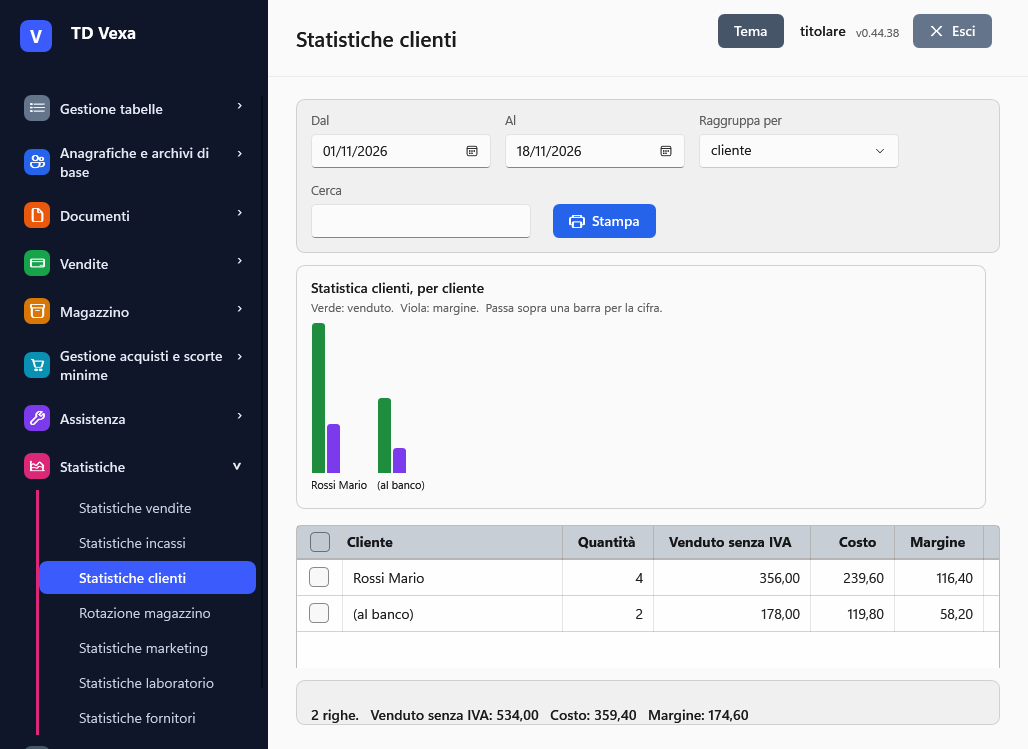 V TD Vexa
Gestione tabelle
Anagrafiche e archivi di
base
Documenti
Vendite
Magazzino
Gestione acquisti e scorte
minime
Assistenza
Statistiche
Statistiche vendite
Statistiche incassi
Statistiche clienti
Rotazione magazzino
Statistiche marketing
Statistiche laboratorio
Statistiche fornitori
Statistiche clienti
Tema titolare v0.44.38 Esci
Dal Al Raggruppa per
01/11/2026 18/11/2026 cliente
Cerca
Stampa
Statistica clienti, per cliente
Verde: venduto. Viola: margine. Passa sopra una barra per la cifra.
Rossi Mario (al banco)
Cliente Quantità Venduto senza IVA Costo Margine
Rossi Mario 4 356,00 239,60 116,40
(al banco) 2 178,00 119,80 58,20
2 righe. Venduto senza IVA: 534,00 Costo: 359,40 Margine: 174,60